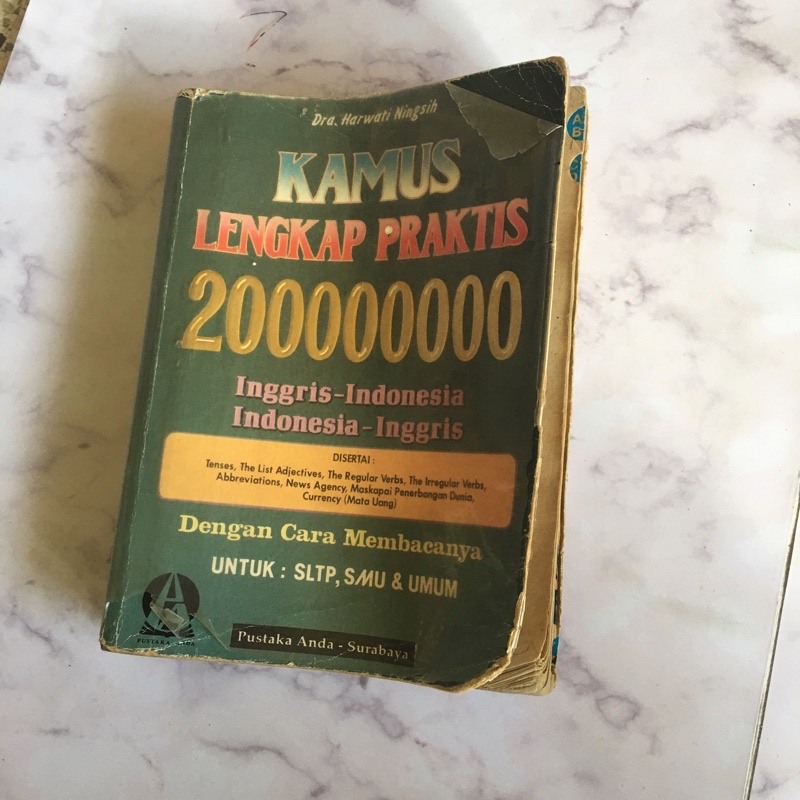 Dra. Harwati Ningsih
KAMUS
LENGKAP PRAKTIS
200000000
Inggris-Indonesia
Indonesia-Inggris
DISERTAI :
Tenses, The List Adjectives, The Regular Verbs, The Irregular Verbs,
Abbreviations, News Agency, Maskapai Penerbangan Dunia,
Currency (Mata Uang)
Dengan Cara Membacanya
UNTUK : SLTP, SMU & UMUM
PUSTAKA
Pustaka Anda - Surabaya
A
B